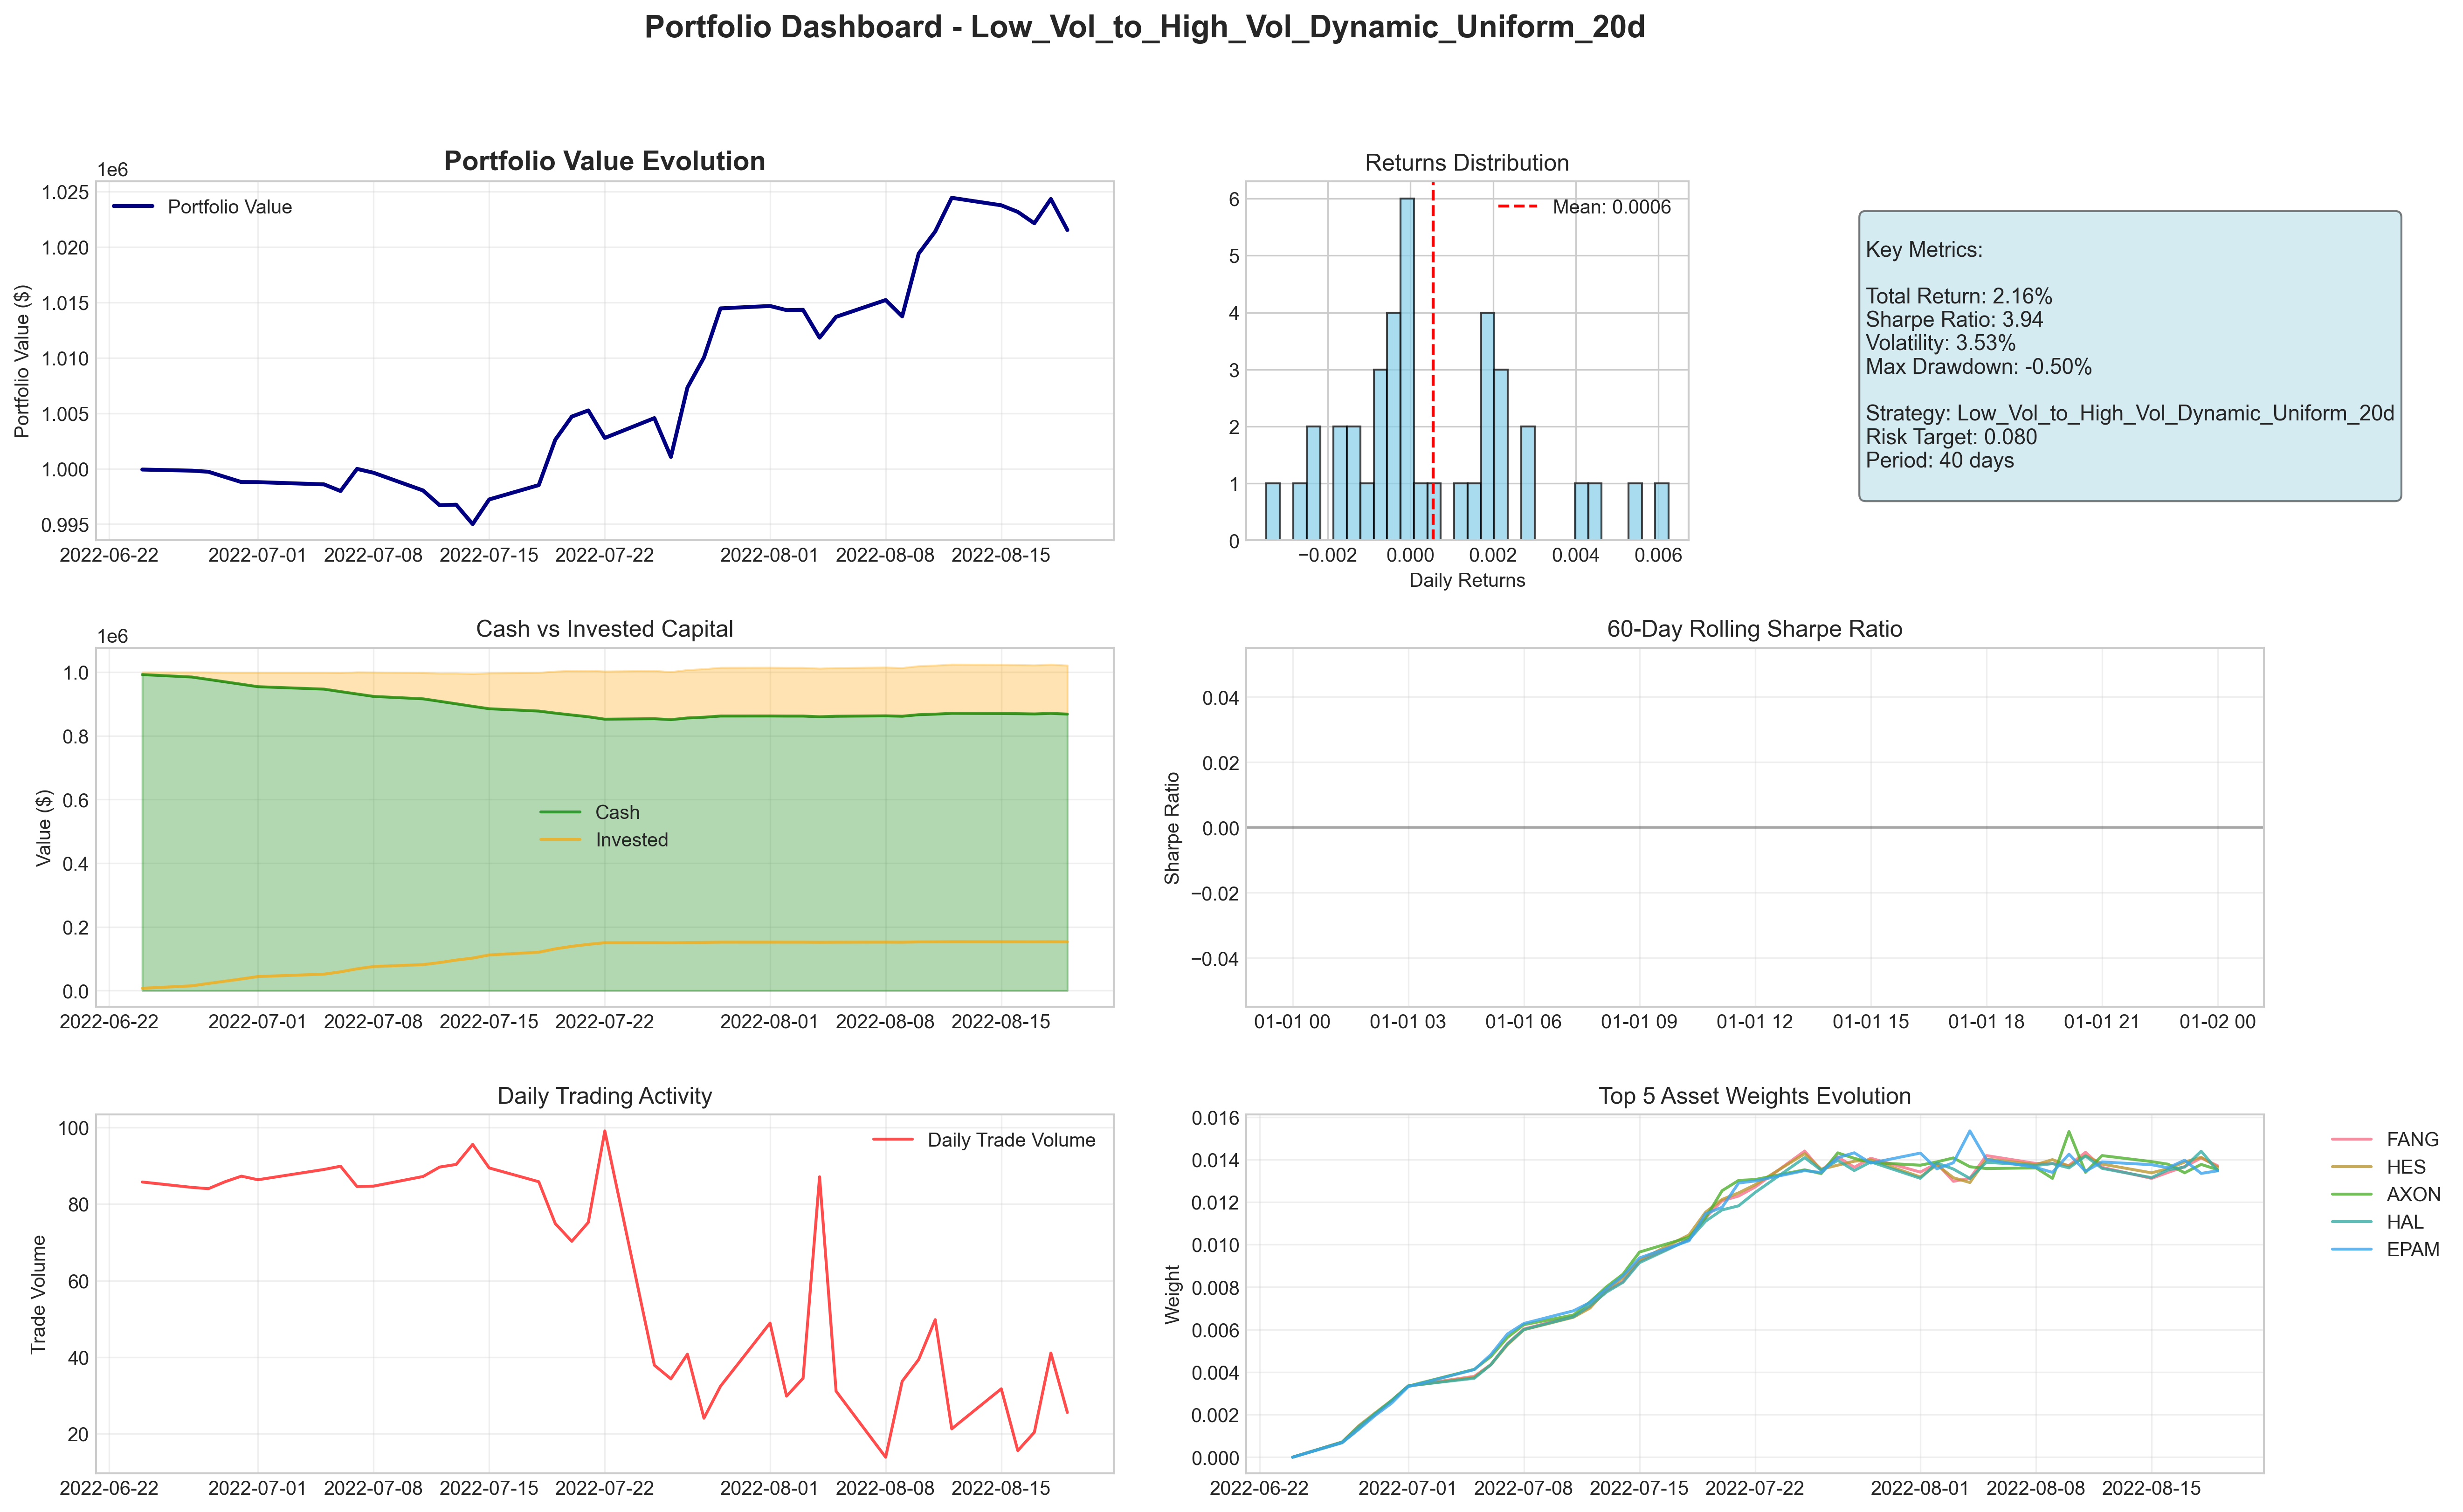 Portfolio Dashboard - Low_Vol_to_High_Vol_Dynamic_Uniform_20d
Portfolio Value Evolution
1e6
Portfolio Value ($)
1.025
1.020
1.015
1.010
1.005
1.000
0.995
Portfolio Value
2022-06-22 2022-07-01 2022-07-08 2022-07-15 2022-07-22 2022-08-01 2022-08-08 2022-08-15
Returns Distribution
6
5
4
3
2
1
0
Mean: 0.0006
−0.002 0.000 0.002 0.004 0.006
Daily Returns
Key Metrics:
Total Return: 2.16%
Sharpe Ratio: 3.94
Volatility: 3.53%
Max Drawdown: -0.50%
Strategy: Low_Vol_to_High_Vol_Dynamic_Uniform_20d
Risk Target: 0.080
Period: 40 days
Cash vs Invested Capital
1e6
Value ($)
1.0
0.8
0.6
0.4
0.2
0.0
Cash
Invested
2022-06-22 2022-07-01 2022-07-08 2022-07-15 2022-07-22 2022-08-01 2022-08-08 2022-08-15
60-Day Rolling Sharpe Ratio
Sharpe Ratio
0.04
0.02
0.00
−0.02
−0.04
01-01 00 01-01 03 01-01 06 01-01 09 01-01 12 01-01 15 01-01 18 01-01 21 01-02 00
Daily Trading Activity
Trade Volume
100
80
60
40
20
Daily Trade Volume
2022-06-22 2022-07-01 2022-07-08 2022-07-15 2022-07-22 2022-08-01 2022-08-08 2022-08-15
Top 5 Asset Weights Evolution
Weight
0.016
0.014
0.012
0.010
0.008
0.006
0.004
0.002
0.000
2022-06-22 2022-07-01 2022-07-08 2022-07-15 2022-07-22 2022-08-01 2022-08-08 2022-08-15
FANG
HES
AXON
HAL
EPAM